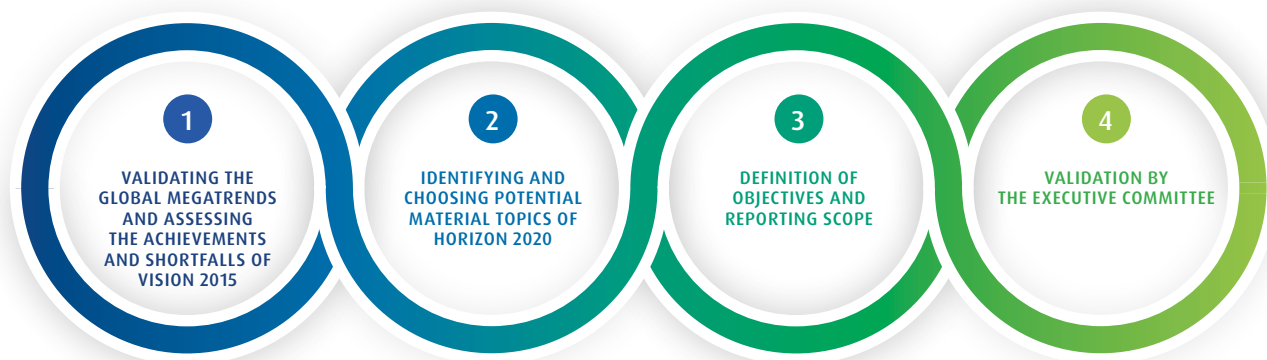 1
VALIDATING THE
GLOBAL MEGATRENDS
AND ASSESSING
THE ACHIEVEMENTS
AND SHORTFALLS OF
VISION 2015
2
IDENTIFYING AND
CHOOSING POTENTIAL
MATERIAL TOPICS OF
HORIZON 2020
3
DEFINITION OF
OBJECTIVES AND
REPORTING SCOPE
4
VALIDATION BY
THE EXECUTIVE COMMITTEE